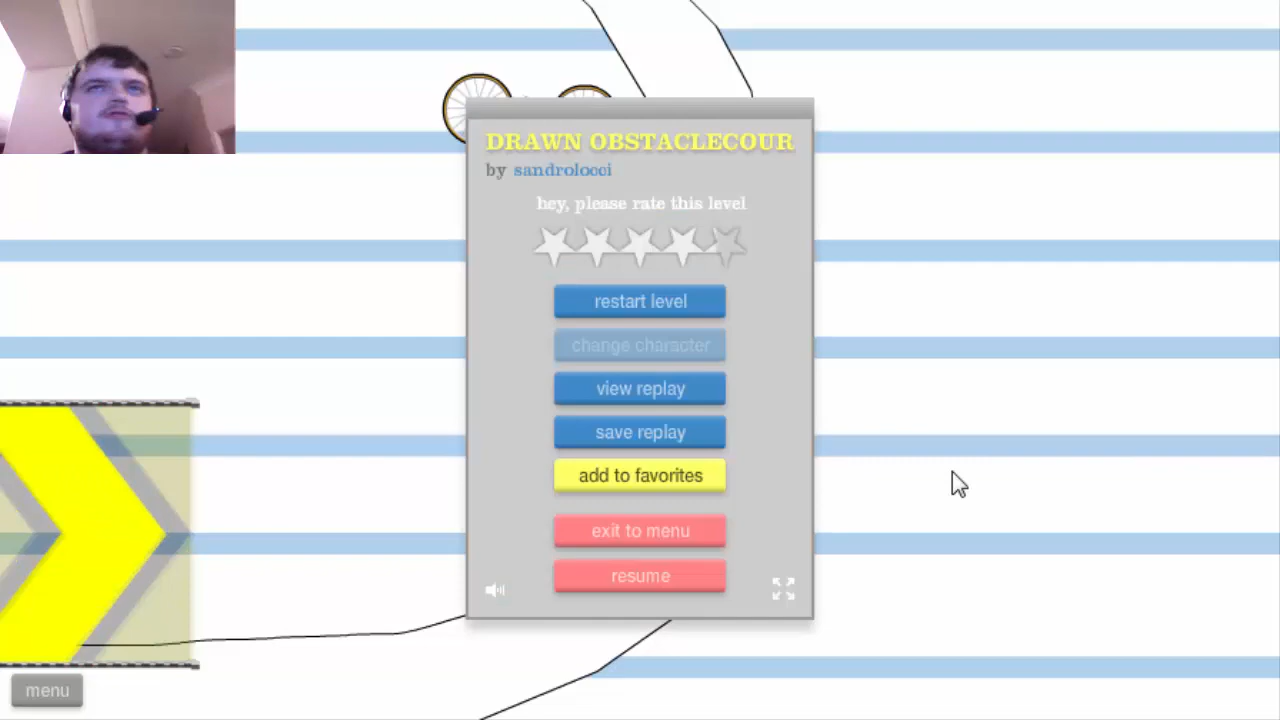 DRAWN OBSTACLECOUR
by sandrolocci
hey, please rate this level
restart level
change character
view replay
save replay
add to favorites
exit to menu
resume
menu